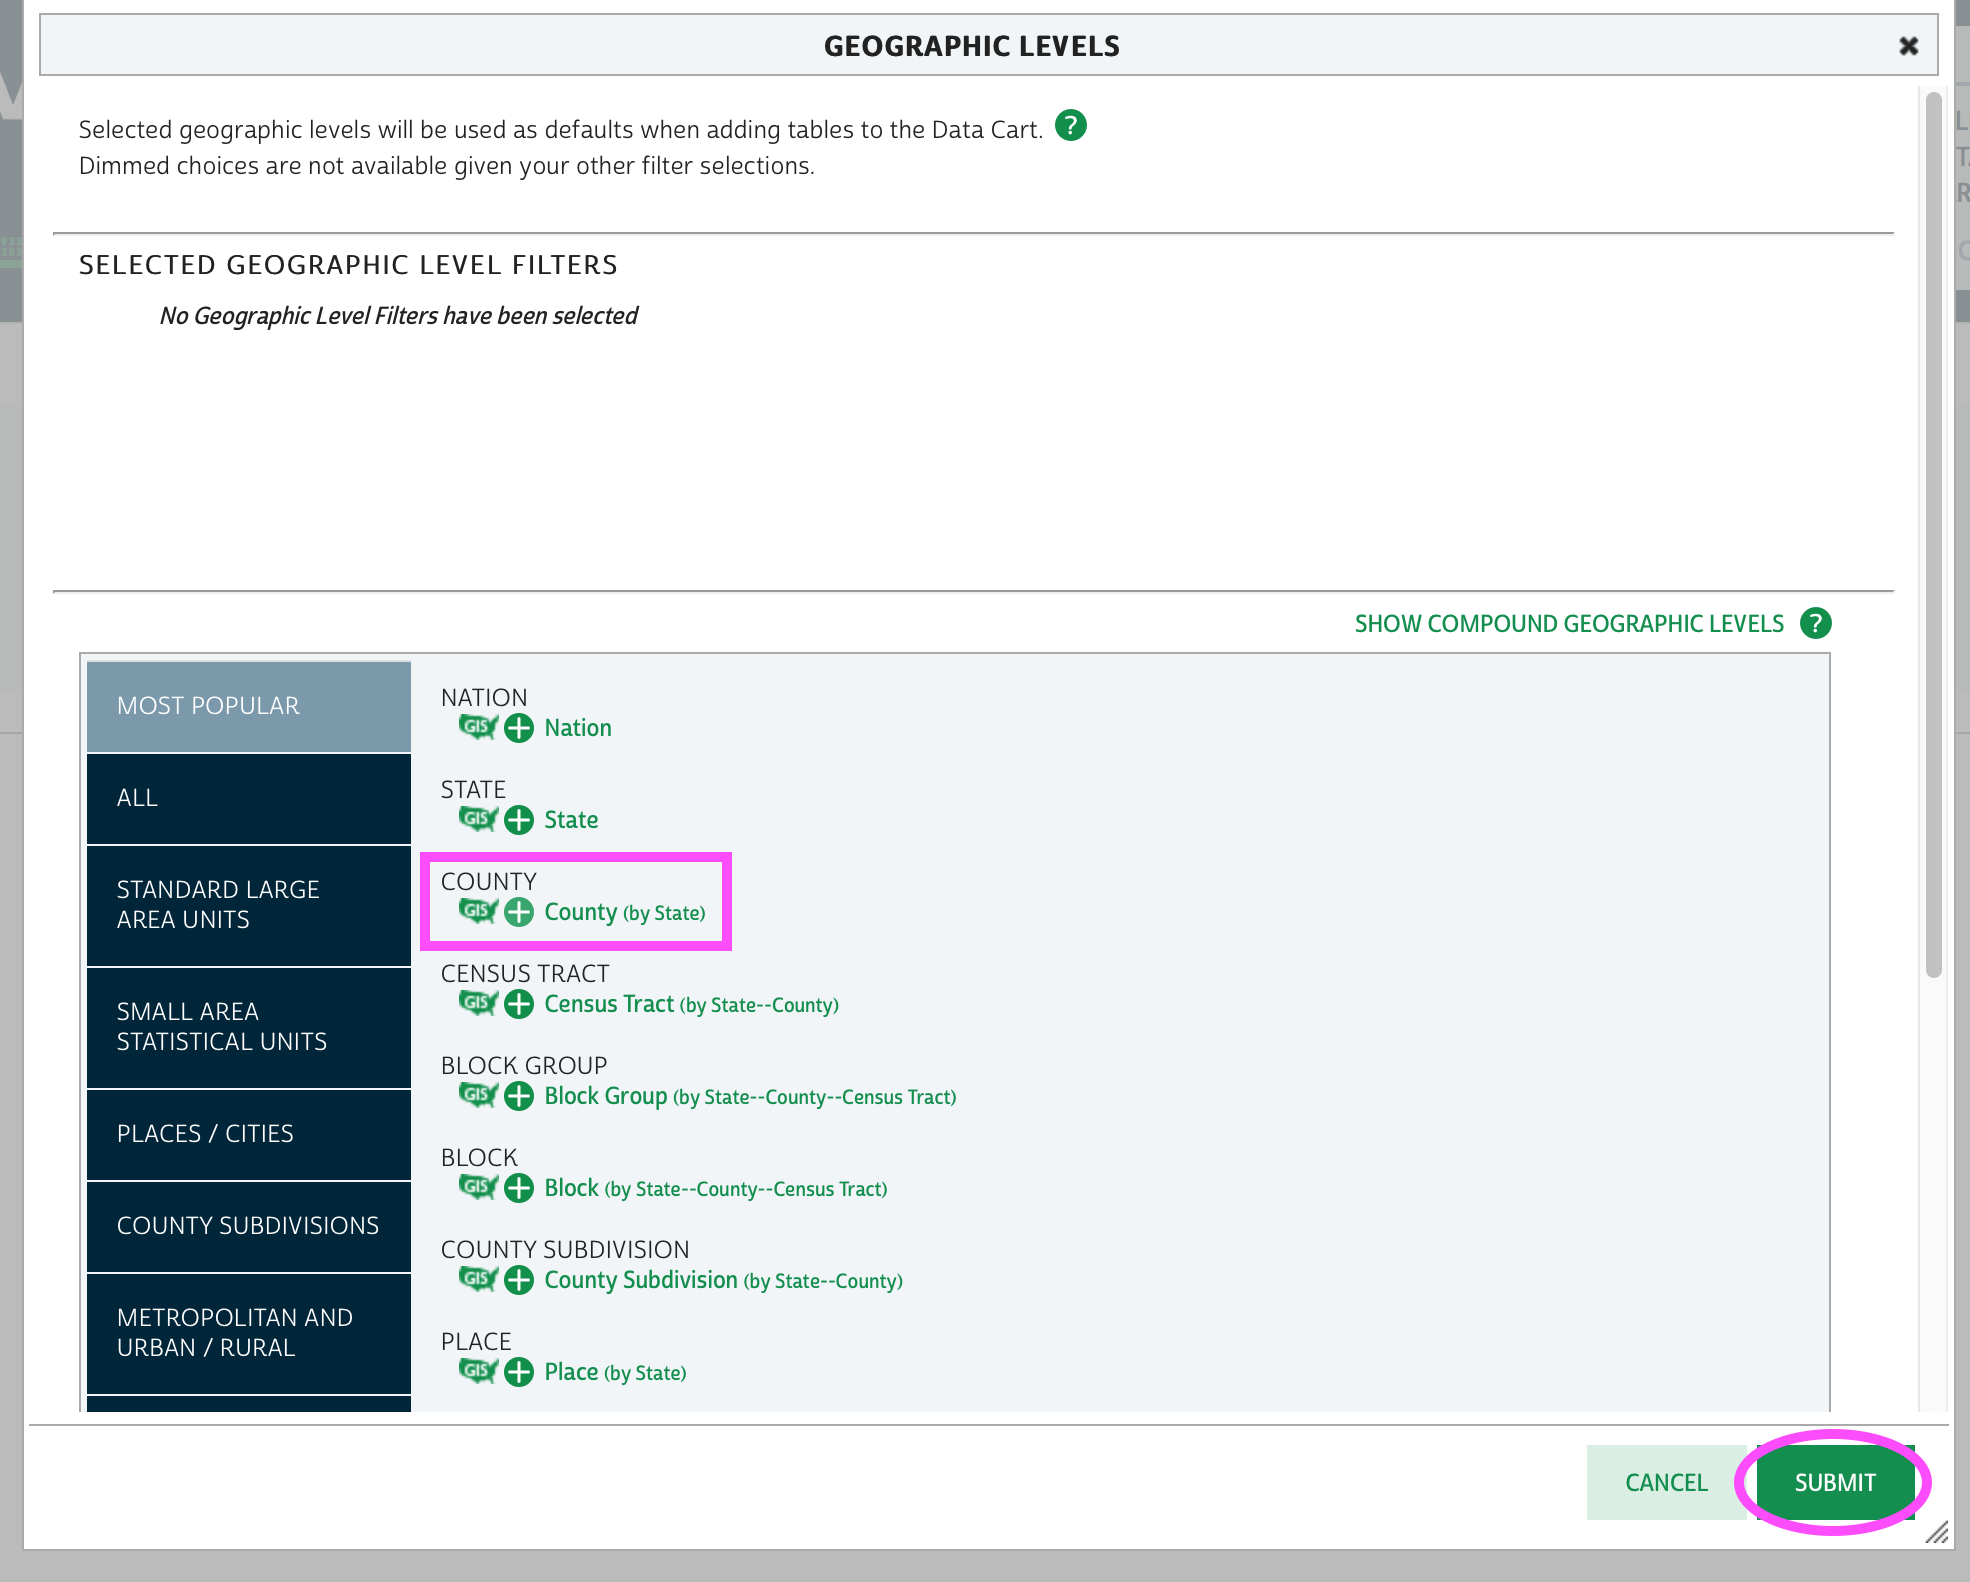 GEOGRAPHIC LEVELS
Selected geographic levels will be used as defaults when adding tables to the Data Cart. ?
Dimmed choices are not available given your other filter selections.
SELECTED GEOGRAPHIC LEVEL FILTERS
No Geographic Level Filters have been selected
SHOW COMPOUND GEOGRAPHIC LEVELS ?
MOST POPULAR
ALL
STANDARD LARGE
AREA UNITS
SMALL AREA
STATISTICAL UNITS
PLACES / CITIES
COUNTY SUBDIVISIONS
METROPOLITAN AND
URBAN / RURAL
NATION
GIS Nation
STATE
GIS State
COUNTY
GIS County (by State)
CENSUS TRACT
GIS Census Tract (by State--County)
BLOCK GROUP
GIS Block Group (by State--County--Census Tract)
BLOCK
GIS Block (by State--County--Census Tract)
COUNTY SUBDIVISION
GIS County Subdivision (by State--County)
PLACE
GIS Place (by State)
CANCEL
SUBMIT